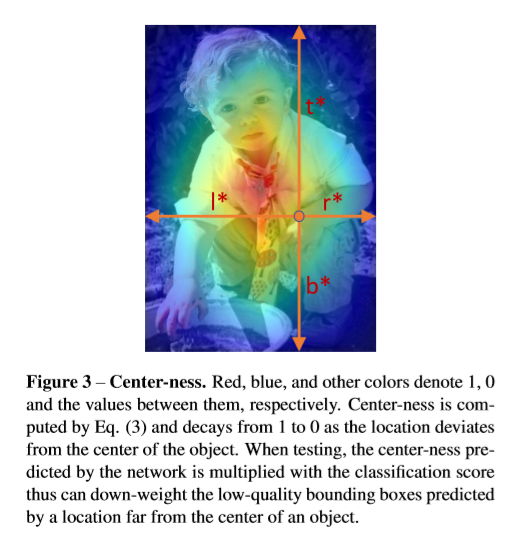 t*
l*
r*
b*
Figure 3 – Center-ness. Red, blue, and other colors denote 1, 0
and the values between them, respectively. Center-ness is com-
puted by Eq. (3) and decays from 1 to 0 as the location deviates
from the center of the object. When testing, the center-ness pre-
dicted by the network is multiplied with the classification score
thus can down-weight the low-quality bounding boxes predicted
by a location far from the center of an object.